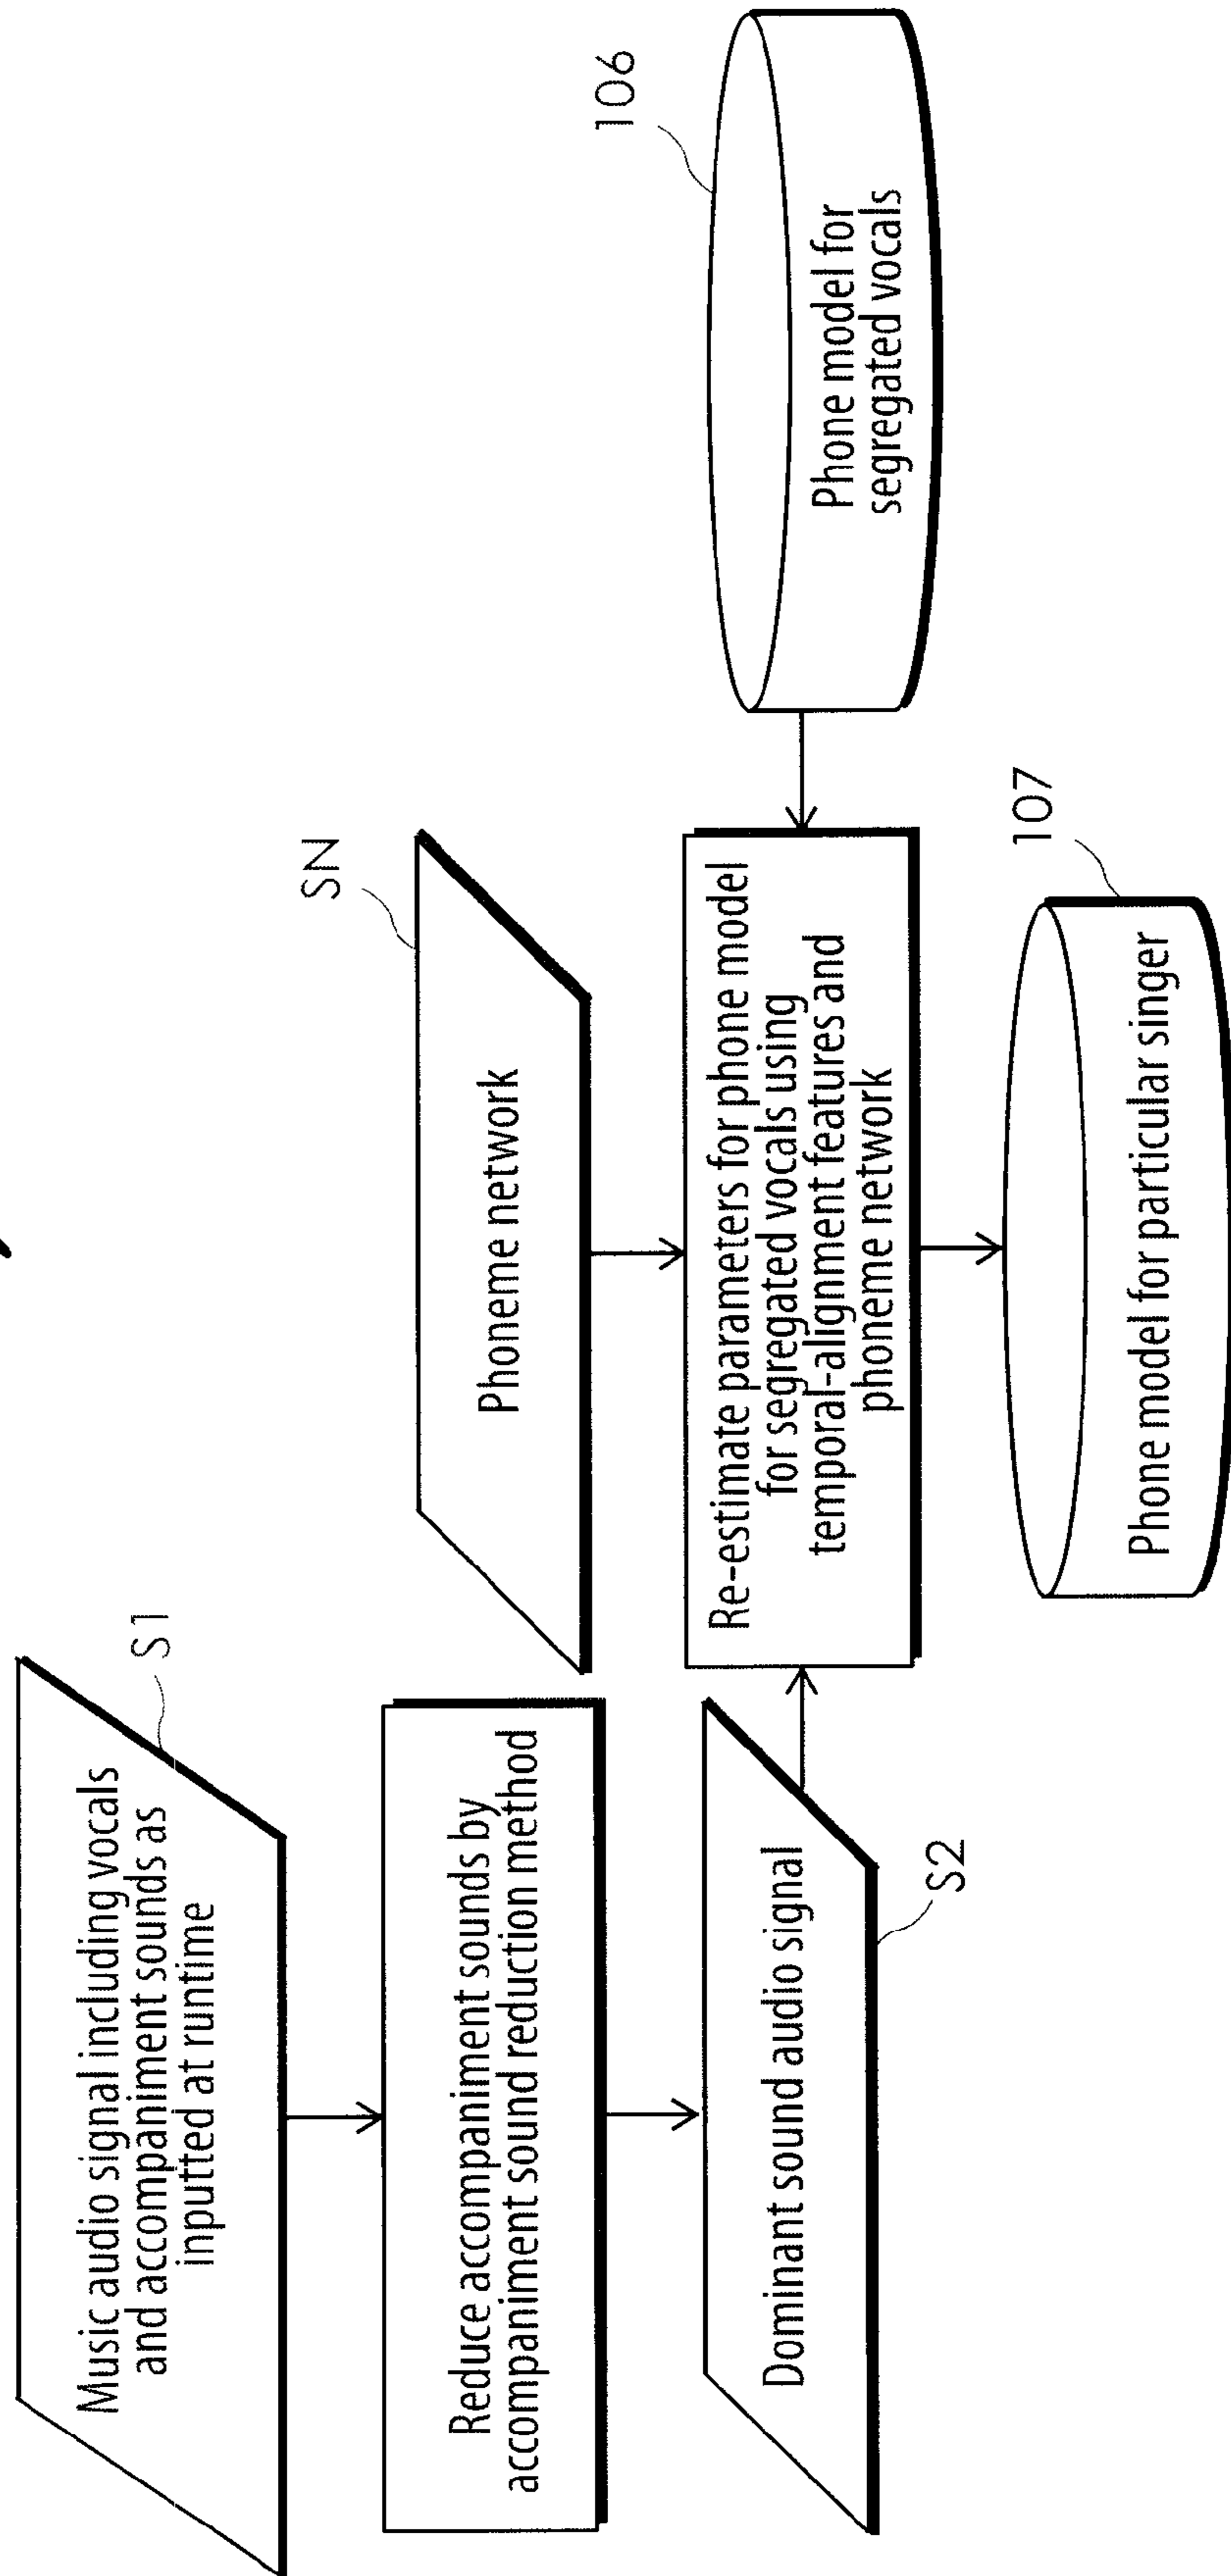 Music audio signal including vocals
and accompaniment sounds as
inputted at runtime
S1
Reduce accompaniment sounds by
accompaniment sound reduction method
Dominant sound audio signal
S2
Phoneme network
SN
Re-estimate parameters for phone model
for segregated vocals using
temporal-alignment features and
phoneme network
Phone model for particular singer
107
Phone model for
segregated vocals
106